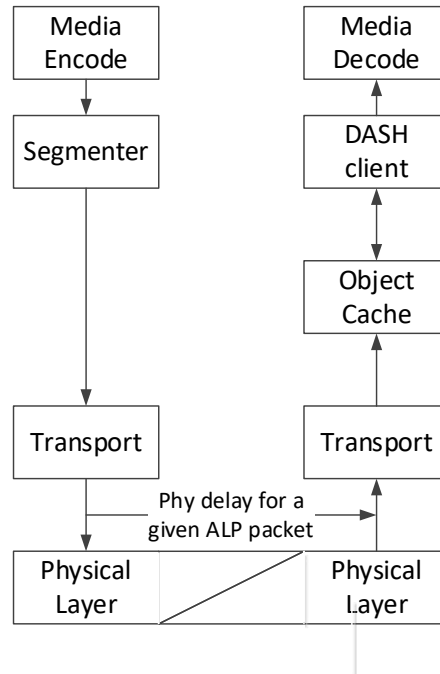 Media
Encode
Segmenter
Transport
Physical
Layer
Media
Decode
DASH
client
Object
Cache
Transport
Phy delay for a
given ALP packet
Physical
Layer